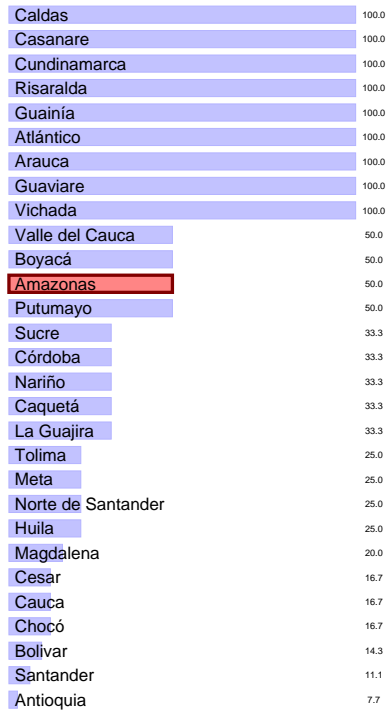 Caldas 100.0
Casanare 100.0
Cundinamarca 100.0
Risaralda 100.0
Guainía 100.0
Atlántico 100.0
Arauca 100.0
Guaviare 100.0
Vichada 100.0
Valle del Cauca 50.0
Boyacá 50.0
Amazonas 50.0
Putumayo 50.0
Sucre 33.3
Córdoba 33.3
Nariño 33.3
Caquetá 33.3
La Guajira 33.3
Tolima 25.0
Meta 25.0
Norte de Santander 25.0
Huila 25.0
Magdalena 20.0
Cesar 16.7
Cauca 16.7
Chocó 16.7
Bolivar 14.3
Santander 11.1
Antioquia 7.7